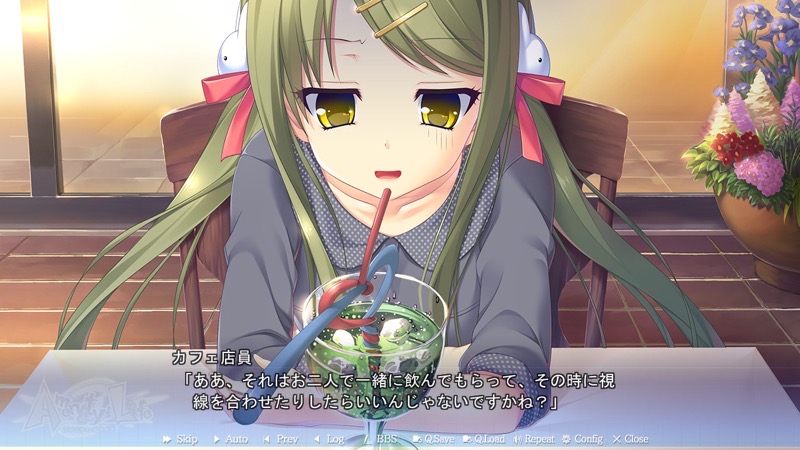 カフェ店員
「ああ、それはお二人で一緒に飲んでもらって、その時に視
線を合わせたりしたらいいんじゃないですかね？」
Skip Auto Prev Log BBS Q.Save Q.Load Repeat Config Close